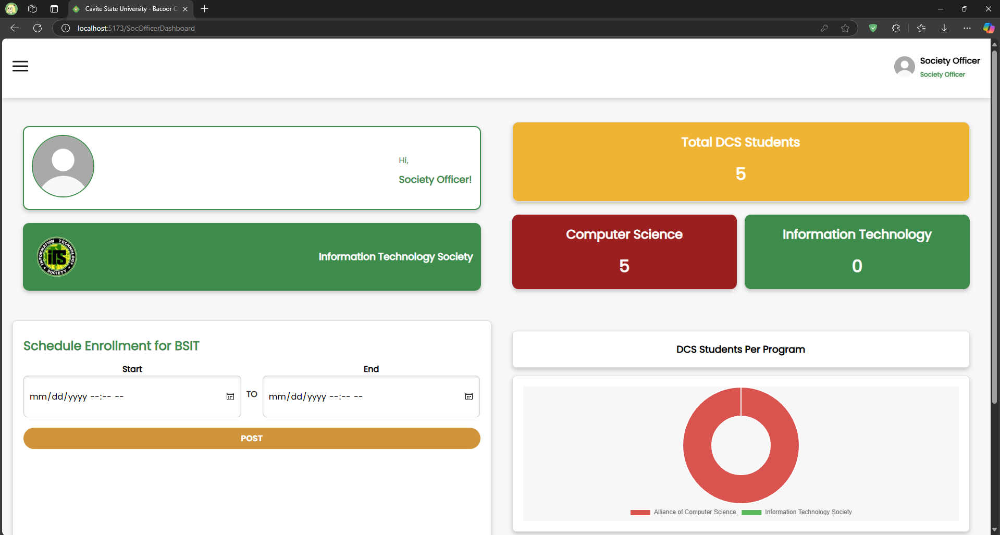 Cavite State University - Bacoor C
localhost:5173/SocOfficerDashboard
Society Officer
Society Officer
Hi,
Society Officer!
INFORMATION TECHNOLOGY
ITS
SOCIETY
Information Technology Society
Total DCS Students
5
Computer Science
5
Information Technology
0
Schedule Enrollment for BSIT
Start
End
mm/dd/yyyy --:-- --
TO
mm/dd/yyyy --:-- --
POST
DCS Students Per Program
Alliance of Computer Science
Information Technology Society